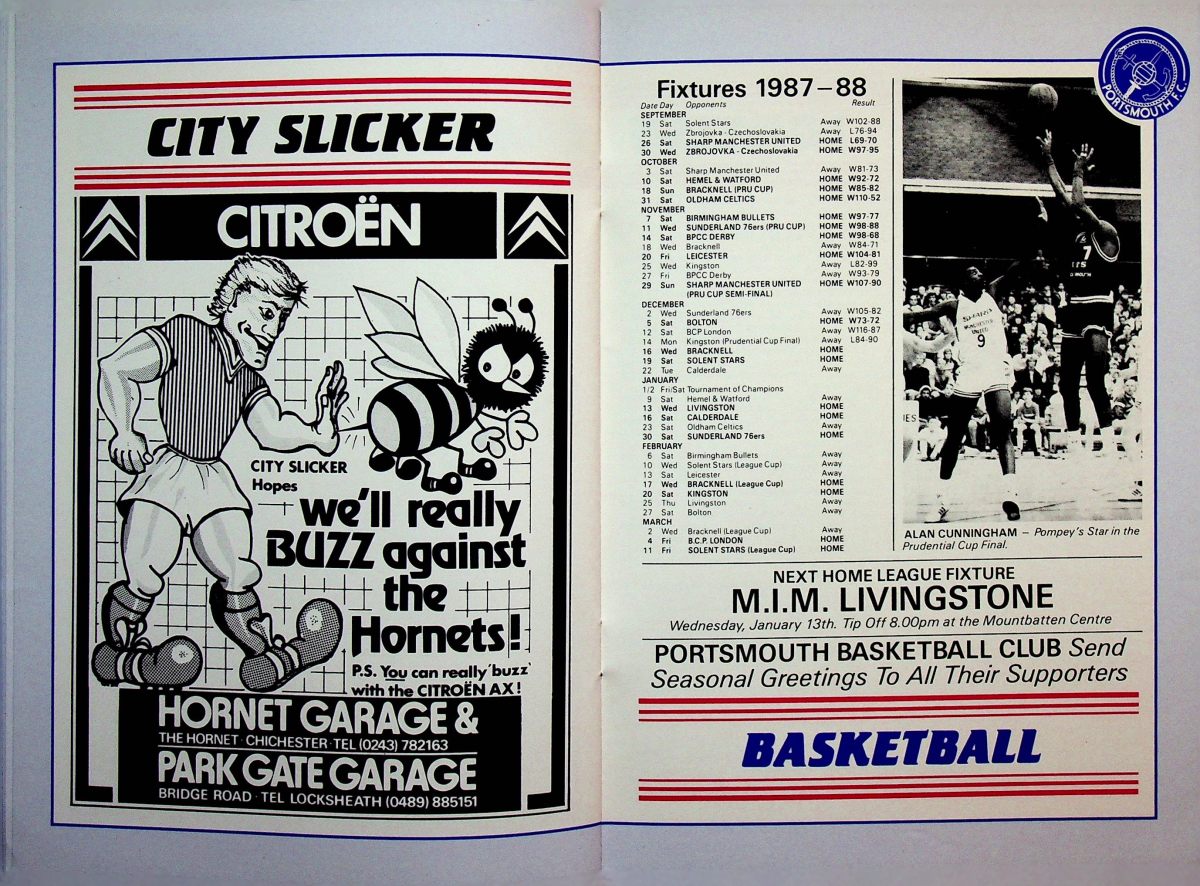 CITY SLICKER
CITROËN
CITY SLICKER
Hopes
we'll really
BUZZ against
the
Hornets!
P.S. You can really 'buzz'
with the CITROËN AX!
HORNET GARAGE &
THE HORNET · CHICHESTER · TEL (0243) 782163
PARK GATE GARAGE
BRIDGE ROAD · TEL LOCKSHEATH (0489) 885151
PORTSMOUTH F.C.
Fixtures 1987–88
Date Day Opponents Result
SEPTEMBER
19 Sat Solent Stars Away W102-88
23 Wed Zbrojovka - Czechoslovakia Away L76-94
26 Sat SHARP MANCHESTER UNITED HOME L69-70
30 Wed ZBROJOVKA - Czechoslovakia HOME W97-95
OCTOBER
3 Sat Sharp Manchester United Away W81-73
10 Sat HEMEL & WATFORD HOME W92-72
18 Sun BRACKNELL (PRU CUP) HOME W85-82
31 Sat OLDHAM CELTICS HOME W110-52
NOVEMBER
7 Sat BIRMINGHAM BULLETS HOME W97-77
11 Wed SUNDERLAND 76ers (PRU CUP) HOME W98-88
14 Sat BPCC DERBY HOME W98-68
18 Wed Bracknell Away W84-71
20 Fri LEICESTER HOME W104-81
25 Wed Kingston Away L82-99
27 Fri BPCC Derby Away W93-79
29 Sun SHARP MANCHESTER UNITED HOME W107-90
(PRU CUP SEMI-FINAL)
DECEMBER
2 Wed Sunderland 76ers Away W105-82
5 Sat BOLTON HOME W73-72
12 Sat BCP London Away W116-87
14 Mon Kingston (Prudential Cup Final) Away L84-90
16 Wed BRACKNELL HOME
19 Sat SOLENT STARS HOME
22 Tue Calderdale Away
JANUARY
1/2 Fri/Sat Tournament of Champions
9 Sat Hemel & Watford Away
13 Wed LIVINGSTON HOME
16 Sat CALDERDALE HOME
23 Sat Oldham Celtics Away
30 Sat SUNDERLAND 76ers HOME
FEBRUARY
6 Sat Birmingham Bullets Away
10 Wed Solent Stars (League Cup) Away
13 Sat Leicester Away
17 Wed BRACKNELL (League Cup) HOME
20 Sat KINGSTON HOME
25 Thu Livingston Away
27 Sat Bolton Away
MARCH
2 Wed Bracknell (League Cup) Away
4 Fri B.C.P. LONDON HOME
11 Fri SOLENT STARS (League Cup) HOME
7
SHARP
MANCHESTER
UNITED
9
ALAN CUNNINGHAM – Pompey's Star in the
Prudential Cup Final.
NEXT HOME LEAGUE FIXTURE
M.I.M. LIVINGSTONE
Wednesday, January 13th. Tip Off 8.00pm at the Mountbatten Centre
PORTSMOUTH BASKETBALL CLUB Send
Seasonal Greetings To All Their Supporters
BASKETBALL